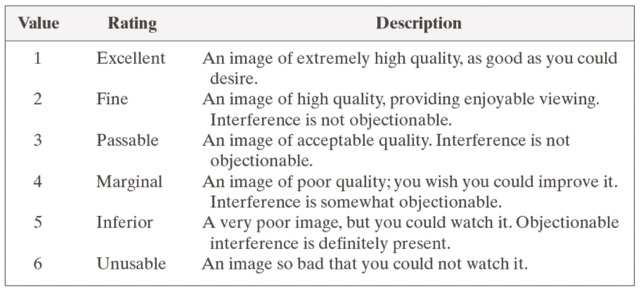 Value Rating Description
1 Excellent An image of extremely high quality, as good as you could
desire.
2 Fine An image of high quality, providing enjoyable viewing.
Interference is not objectionable.
3 Passable An image of acceptable quality. Interference is not
objectionable.
4 Marginal An image of poor quality; you wish you could improve it.
Interference is somewhat objectionable.
5 Inferior A very poor image, but you could watch it. Objectionable
interference is definitely present.
6 Unusable An image so bad that you could not watch it.